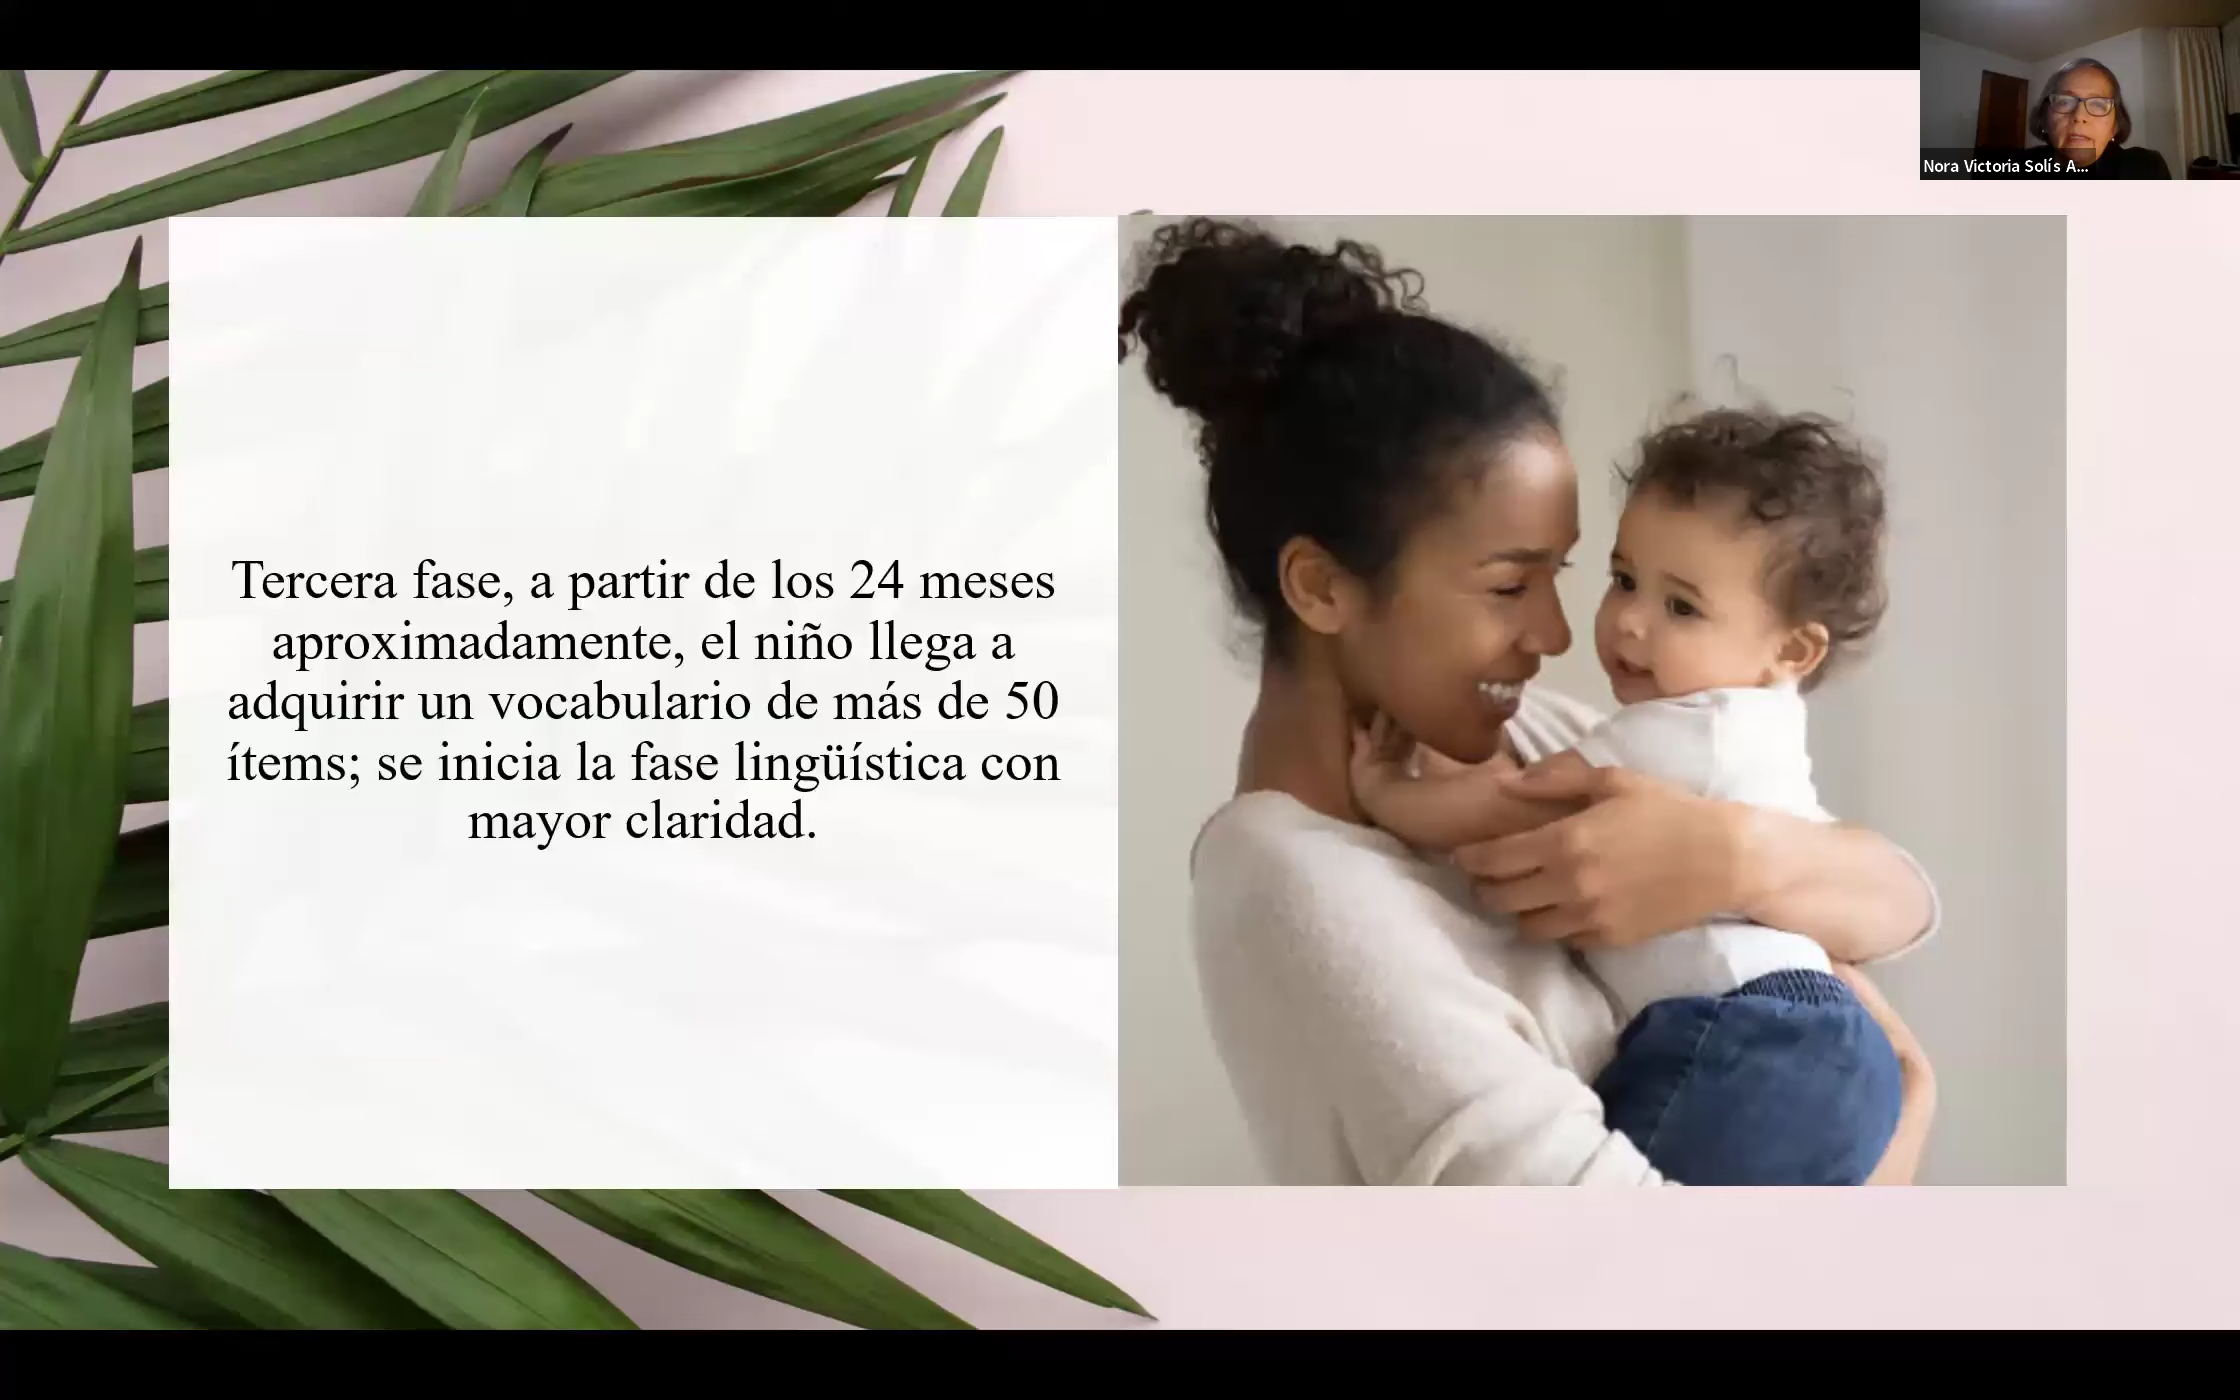 Nora Victoria Solís A...
Tercera fase, a partir de los 24 meses
aproximadamente, el niño llega a
adquirir un vocabulario de más de 50
ítems; se inicia la fase lingüística con
mayor claridad.